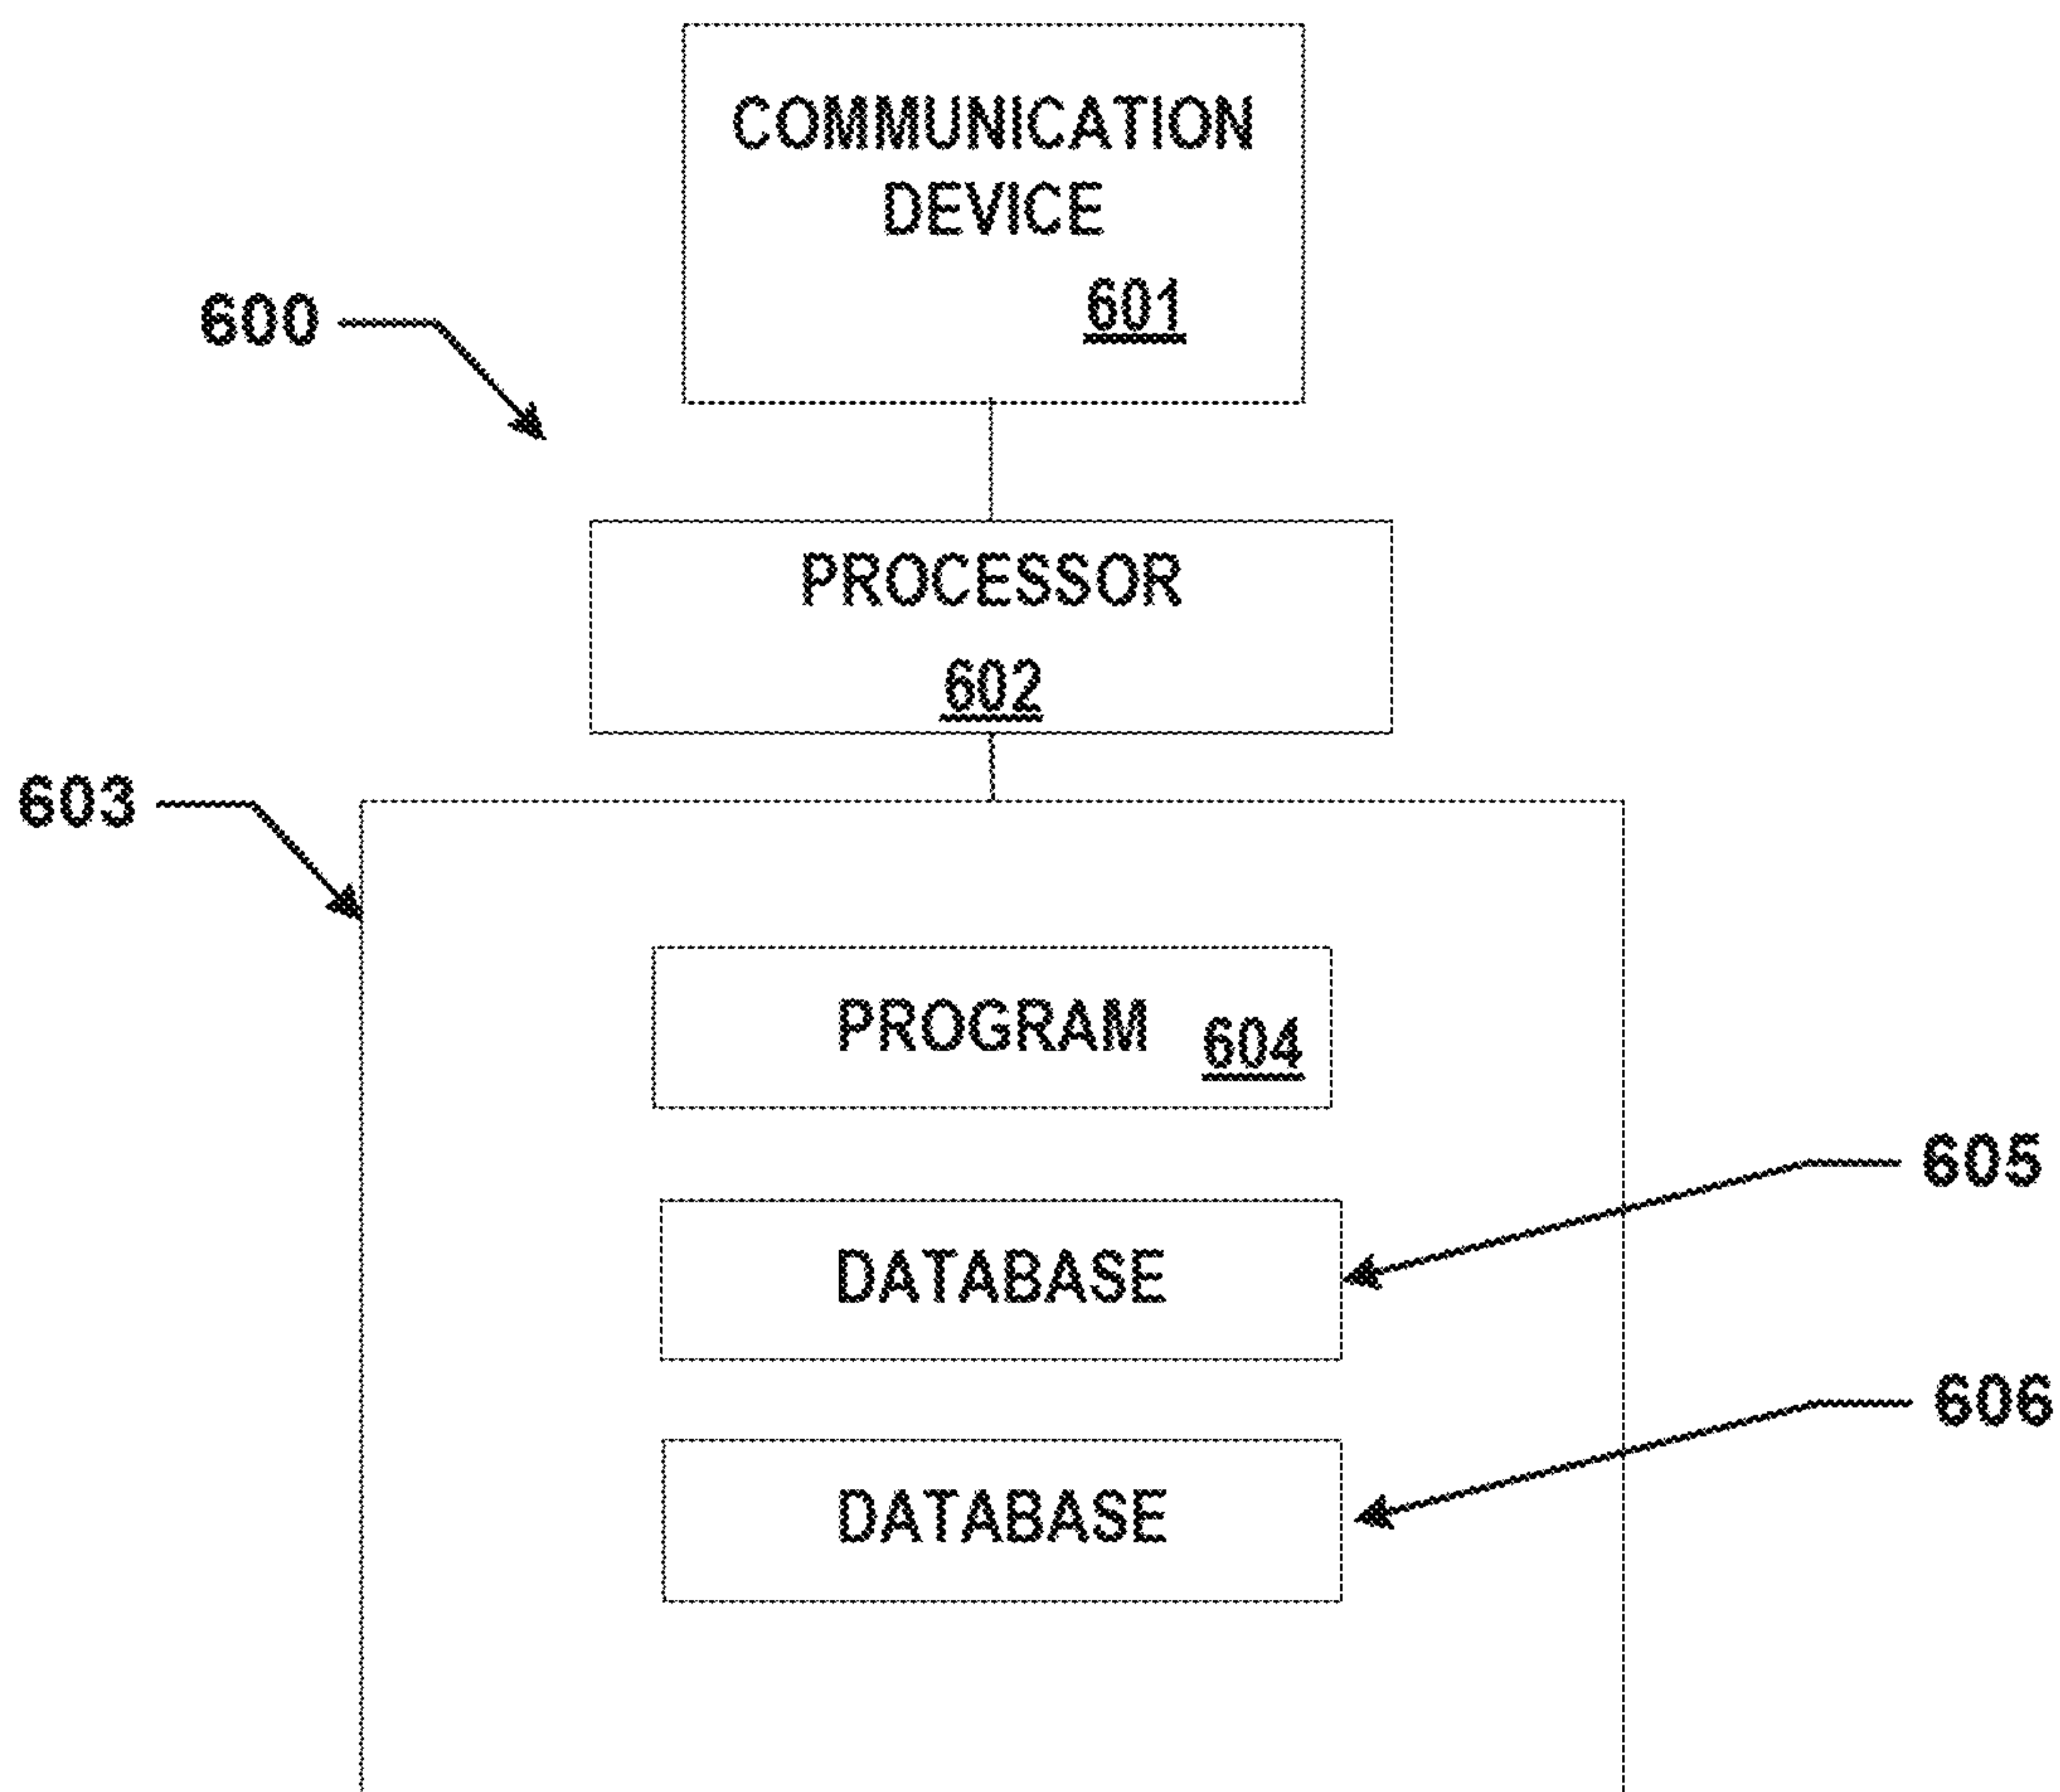 COMMUNICATION
DEVICE
601
600
PROCESSOR
602
603
PROGRAM 604
605
DATABASE
606
DATABASE